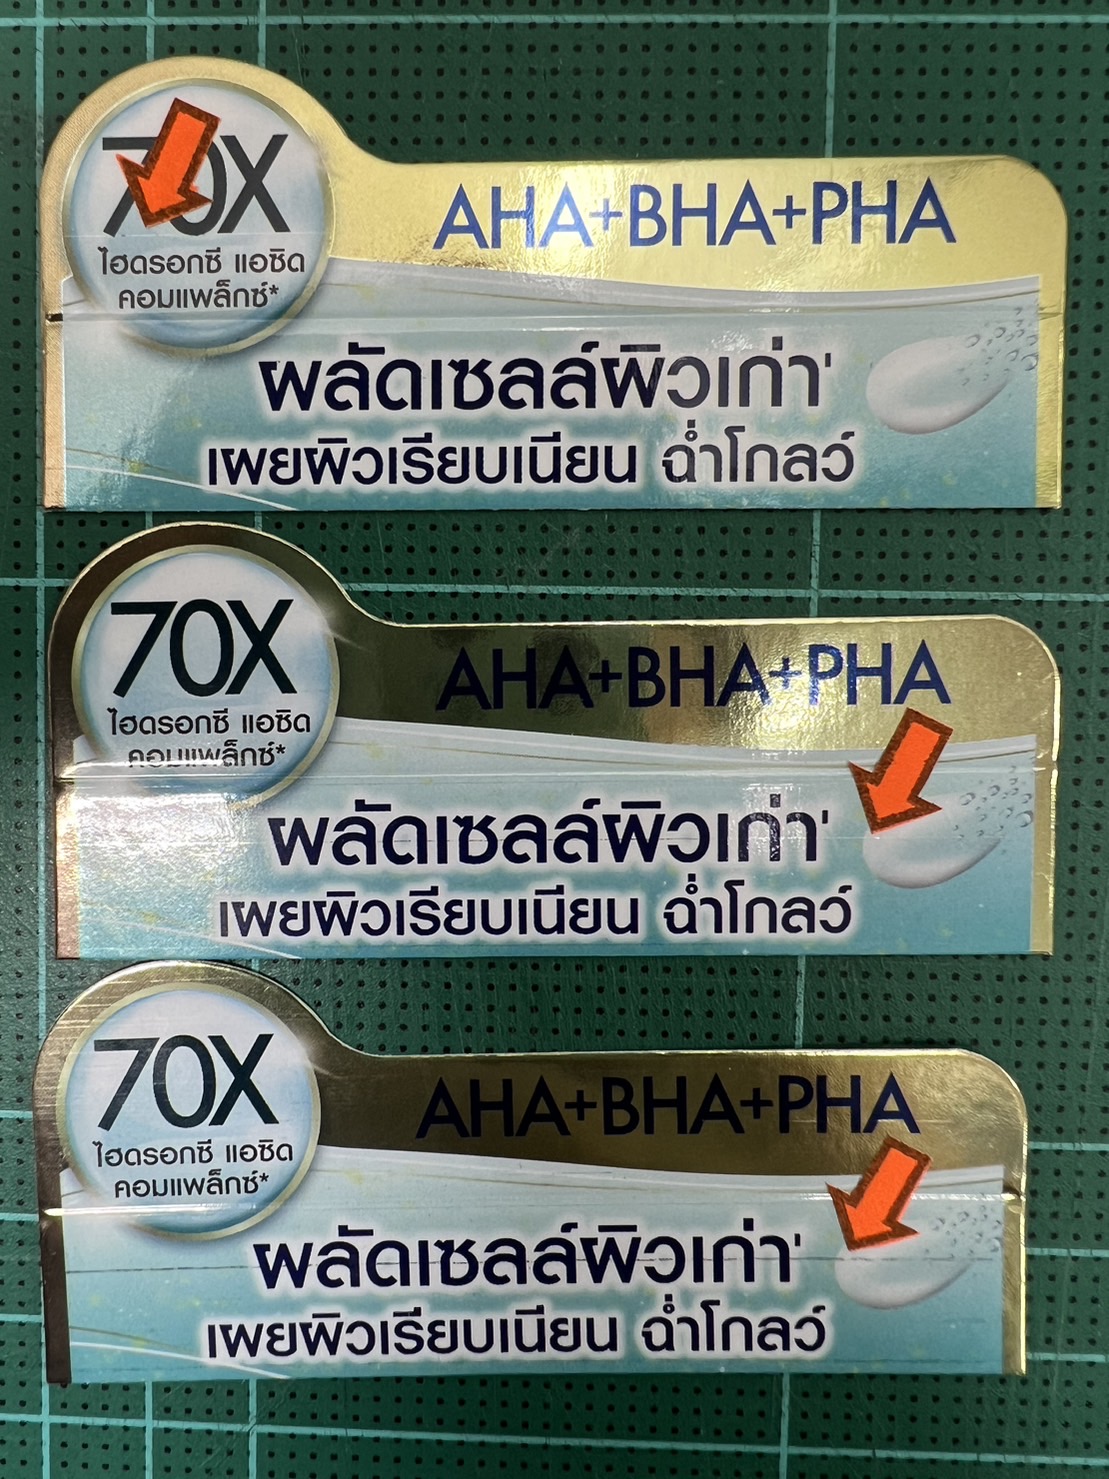 70X
ไฮดรอกซี แอซิด
คอมแพล็กซ์*
AHA+BHA+PHA
ผลัดเซลล์ผิวเก่า'
เผยผิวเรียบเนียน ฉ่ำโกลว์
70X
ไฮดรอกซี แอซิด
คอมแพล็กซ์*
AHA+BHA+PHA
ผลัดเซลล์ผิวเก่า'
เผยผิวเรียบเนียน ฉ่ำโกลว์
70X
ไฮดรอกซี แอซิด
คอมแพล็กซ์*
AHA+BHA+PHA
ผลัดเซลล์ผิวเก่า'
เผยผิวเรียบเนียน ฉ่ำโกลว์